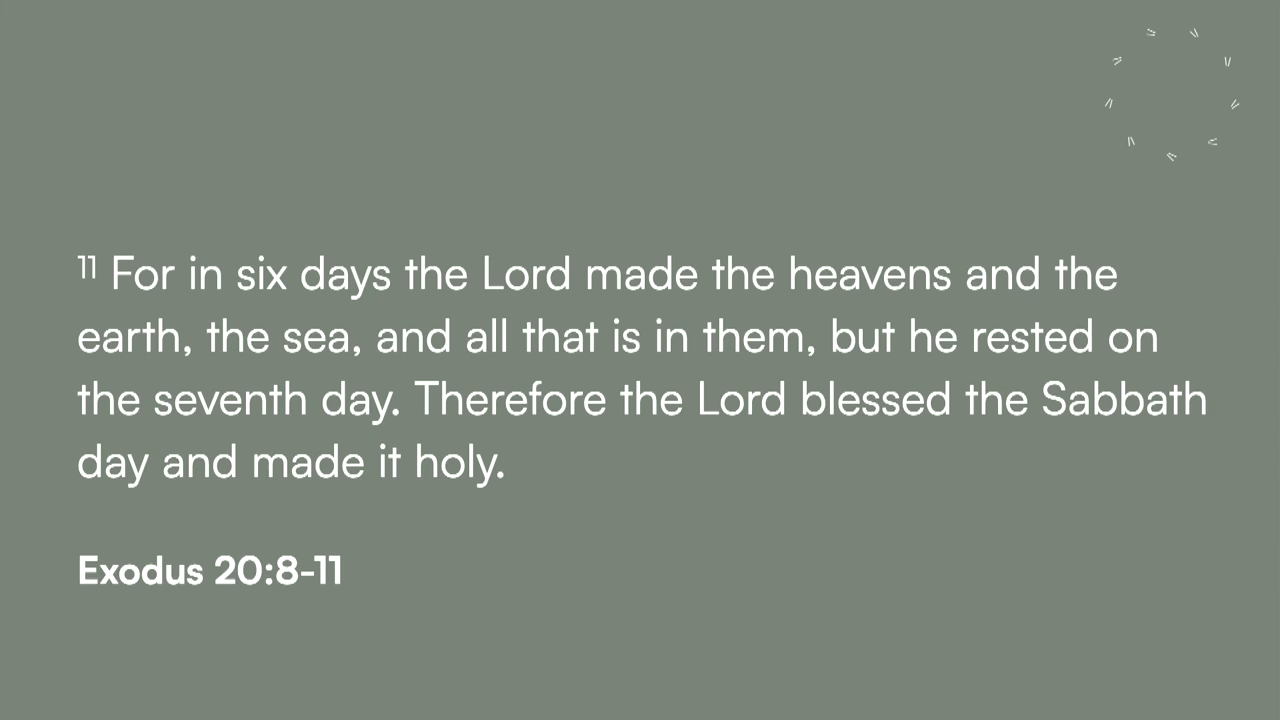 ¹¹ For in six days the Lord made the heavens and the
earth, the sea, and all that is in them, but he rested on
the seventh day. Therefore the Lord blessed the Sabbath
day and made it holy.
Exodus 20:8-11